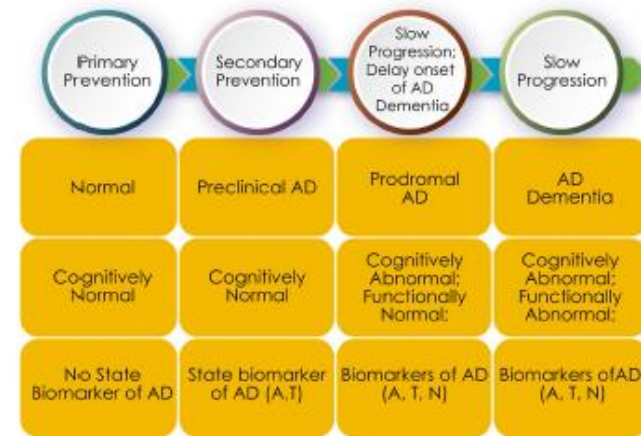 Primary
Prevention
Secondary
Prevention
Slow
Progression;
Delay onset
of AD
Dementia
Slow
Progression
Normal
Preclinical AD
Prodromal
AD
AD
Dementia
Cognitively
Normal
Cognitively
Normal
Cognitively
Abnormal;
Functionally
Normal;
Cognitively
Abnormal;
Functionally
Abnormal;
No State
Biomarker of AD
State biomarker
of AD (A,T)
Biomarkers of AD
(A, T, N)
Biomarkers ofAD
(A, T, N)